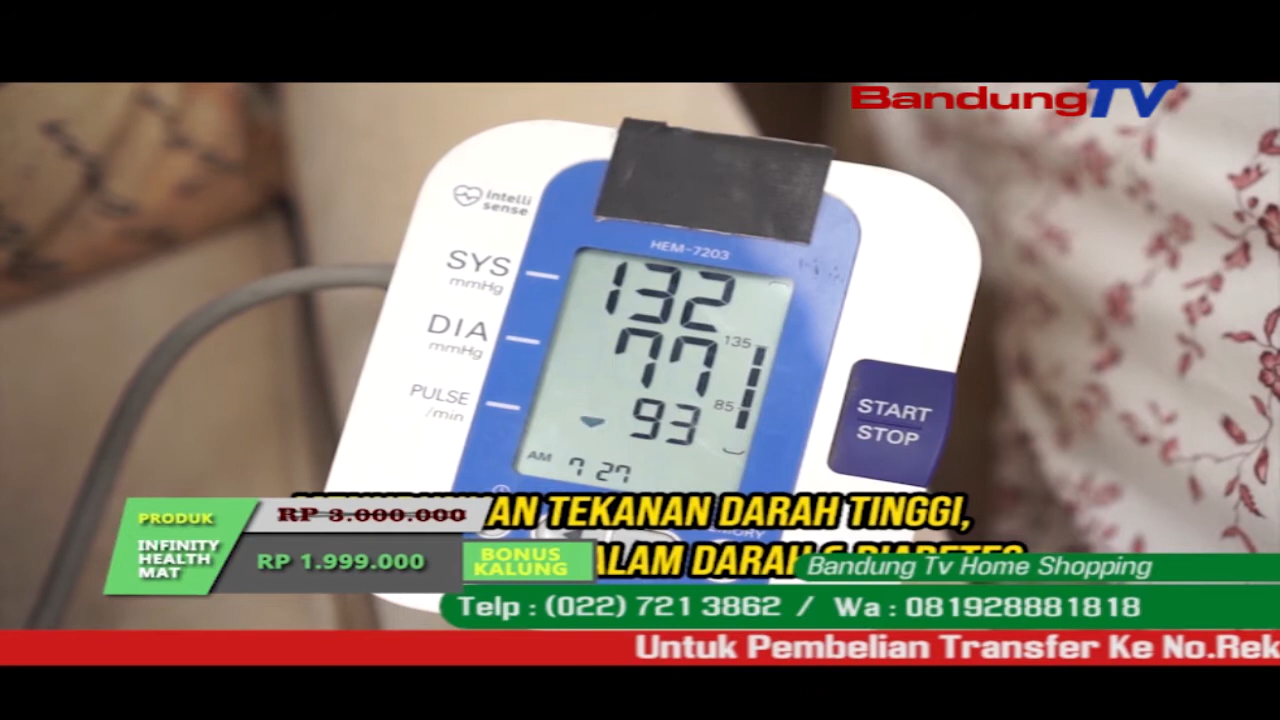 BandungTV
intelli
sense
HEM-7203
SYS
mmHg
132
DIA
mmHg
77
135
PULSE
/min
93
85
START
STOP
AM 7 27
AN TEKANAN DARAH TINGGI,
ALAM DARAH
PRODUK
INFINITY
HEALTH
MAT
RP 3.000.000
RP 1.999.000
BONUS
KALUNG
Bandung Tv Home Shopping
Telp : (022) 721 3862 / Wa : 081928881818
Untuk Pembelian Transfer Ke No.Rek